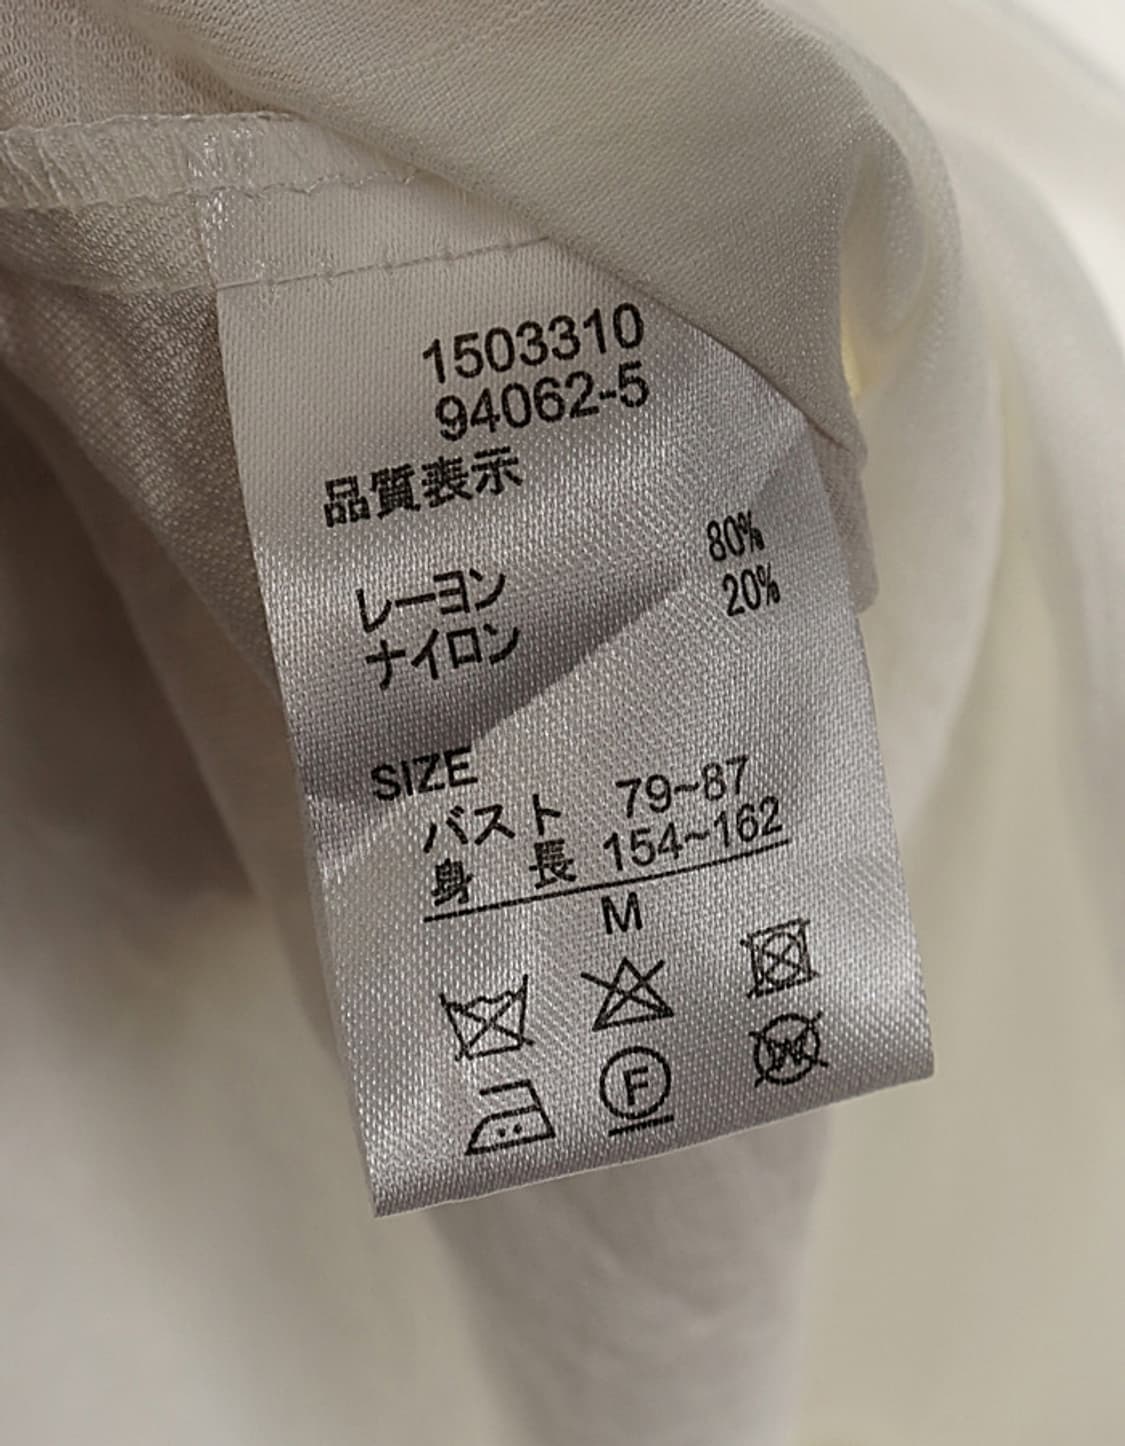 1503310
94062-5
品質表示
レーヨン 80%
ナイロン 20%
SIZE
バスト 79~87
身長 154~162
M
F
W